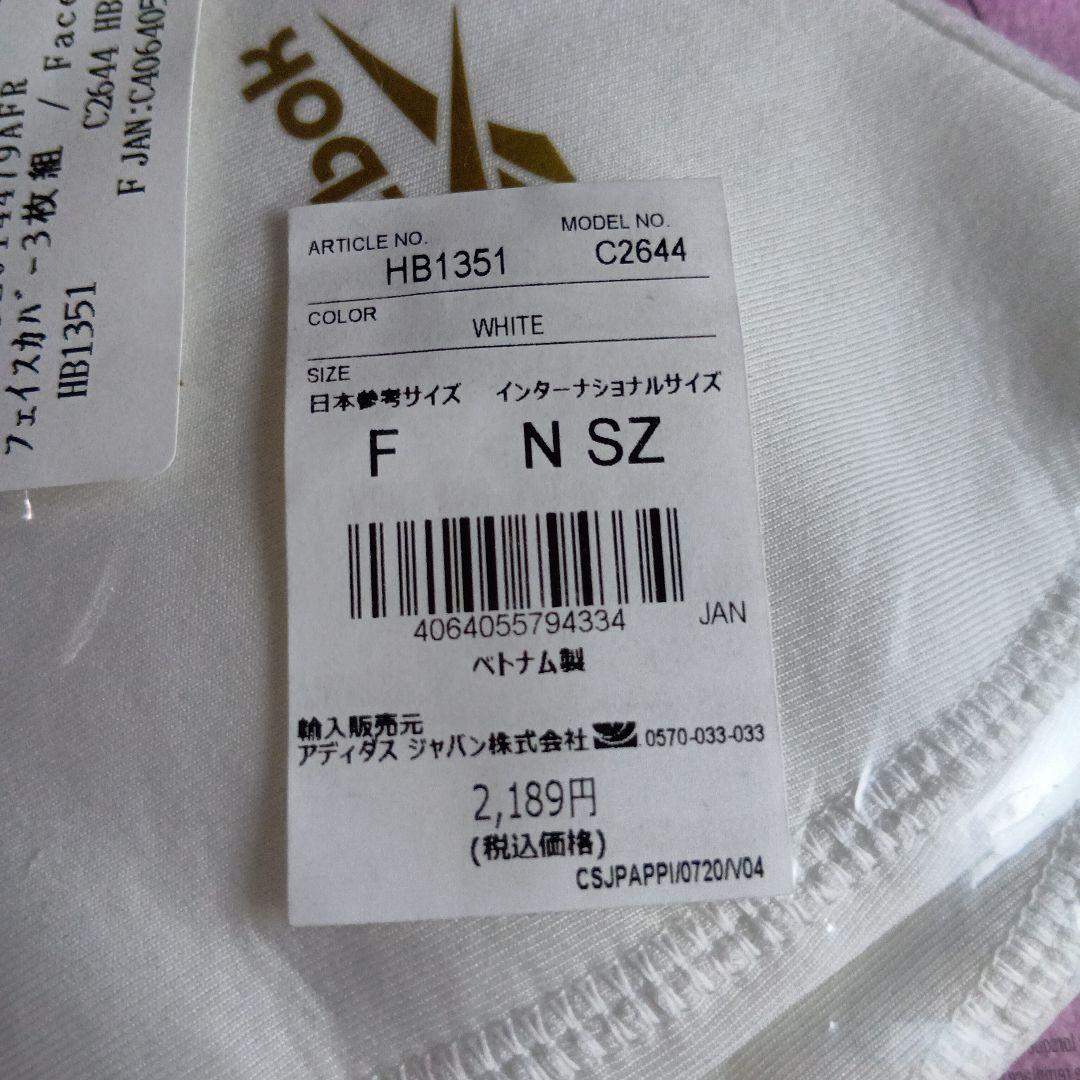 ARTICLE NO. MODEL NO.
HB1351 C2644
COLOR
WHITE
SIZE
日本参考サイズ インターナショナルサイズ
F N SZ
4064055794334 JAN
ベトナム製
輸入販売元
アディダス ジャパン株式会社 0570-033-033
2,189円
(税込価格)
CSJPAPPI/0720/V04
フェイスカバー3枚組 / Face
HB1351
C2644 HB
F JAN:C406405